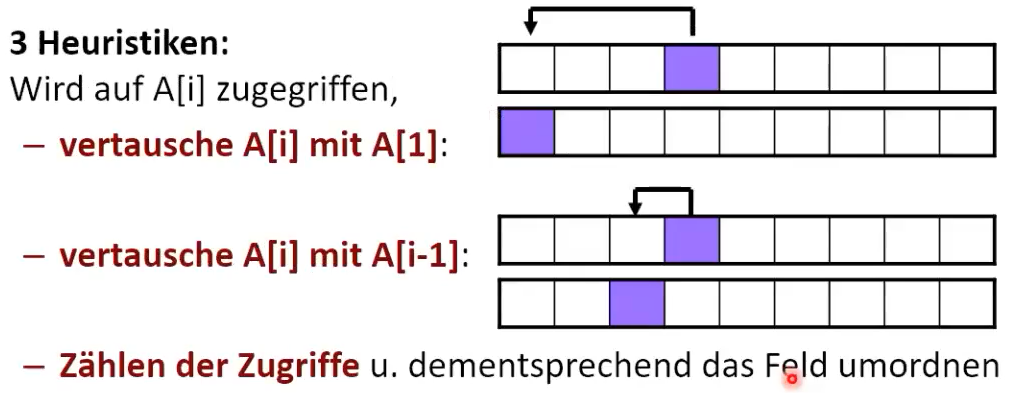 3 Heuristiken:
Wird auf A[i] zugegriffen,
– vertausche A[i] mit A[1]:
– vertausche A[i] mit A[i-1]:
– Zählen der Zugriffe u. dementsprechend das Feld umordnen